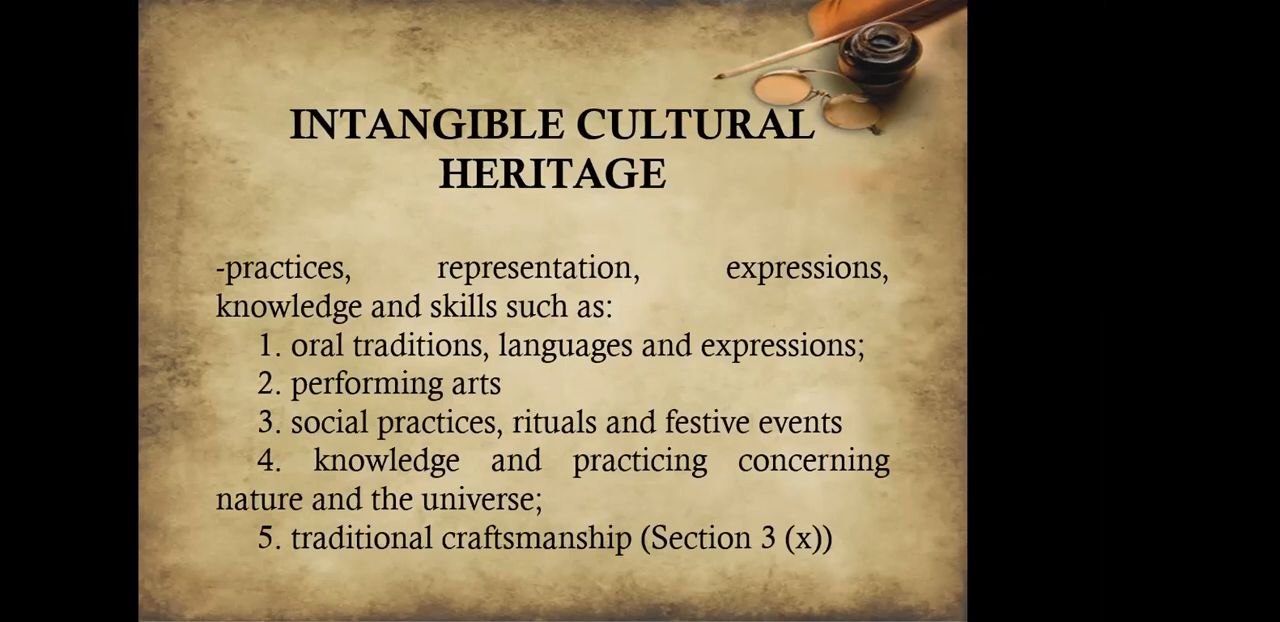 INTANGIBLE CULTURAL
HERITAGE
-practices, representation, expressions,
knowledge and skills such as:
1. oral traditions, languages and expressions;
2. performing arts
3. social practices, rituals and festive events
4. knowledge and practicing concerning
nature and the universe;
5. traditional craftsmanship (Section 3 (x))